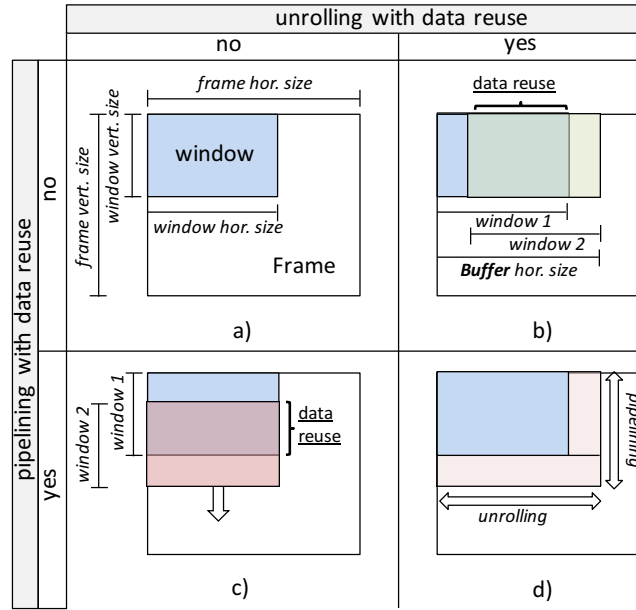 unrolling with data reuse
no
yes
pipelining with data reuse
no
yes
frame hor. size
frame vert. size
window vert. size
window
window hor. size
Frame
a)
data reuse
window 1
window 2
Buffer hor. size
b)
window 2
window 1
data
reuse
c)
pipelining
unrolling
d)